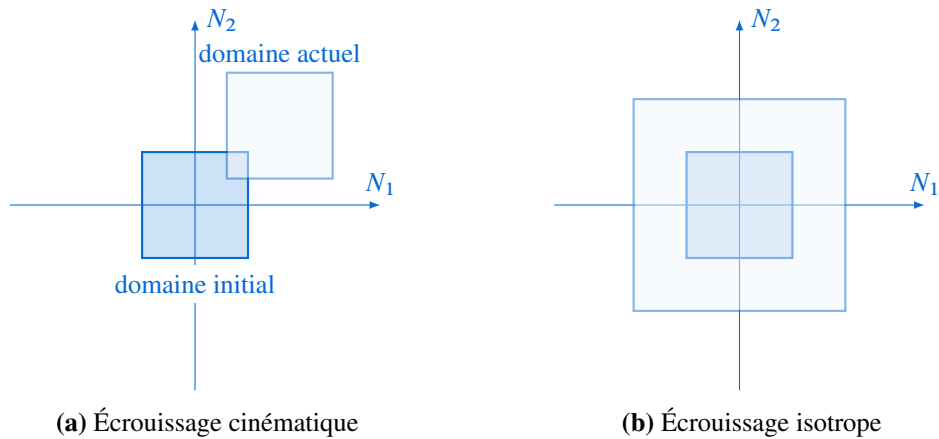 N₂
domaine actuel
N₁
domaine initial
(a) Écrouissage cinématique
N₂
N₁
(b) Écrouissage isotrope